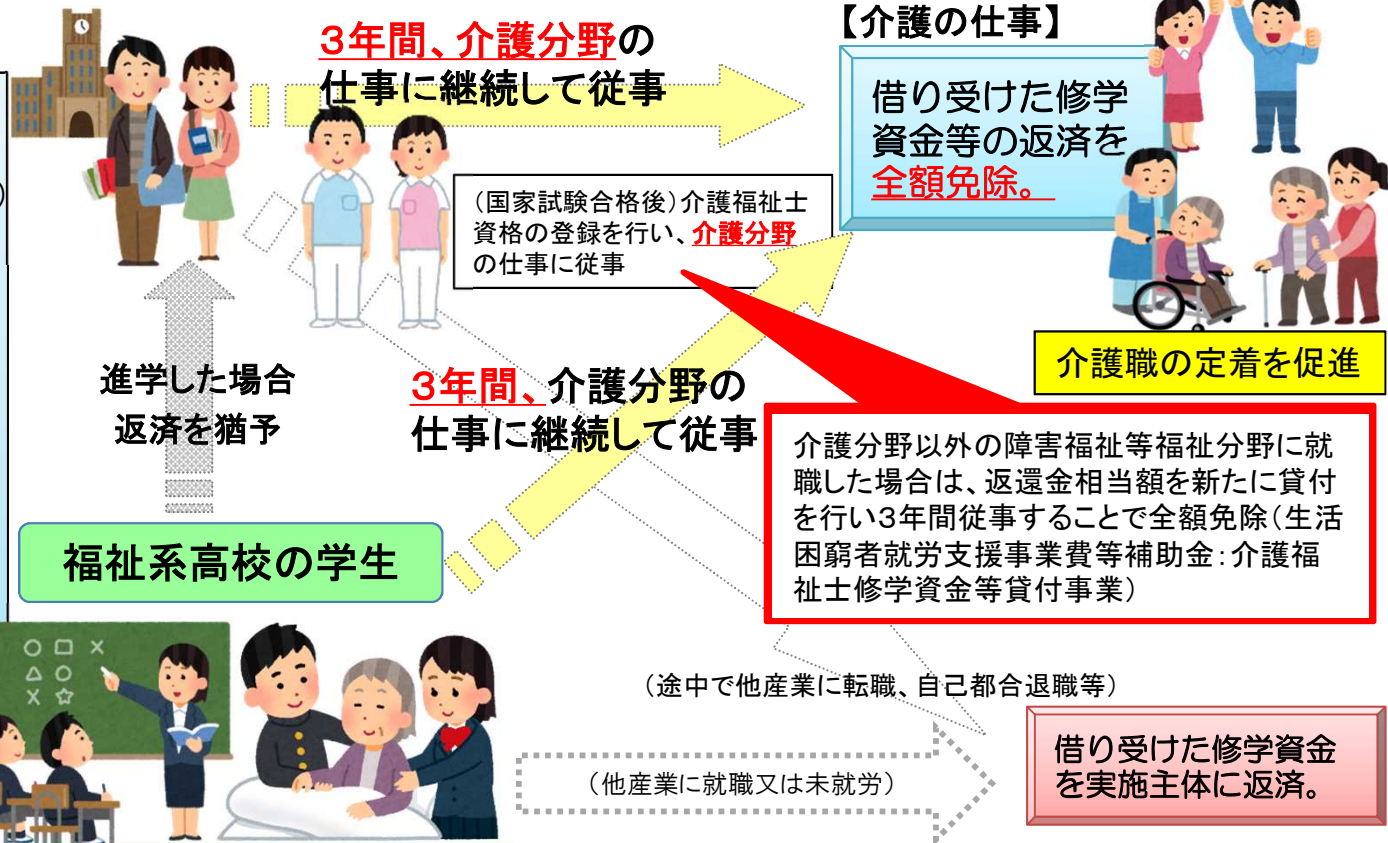 3年間、介護分野の
仕事に継続して従事
【介護の仕事】
借り受けた修学
資金等の返済を
全額免除。
)
(国家試験合格後)介護福祉士
資格の登録を行い、介護分野
の仕事に従事
介護職の定着を促進
進学した場合
返済を猶予
3年間、介護分野の
仕事に継続して従事
介護分野以外の障害福祉等福祉分野に就
職した場合は、返還金相当額を新たに貸付
を行い3年間従事することで全額免除(生活
困窮者就労支援事業費等補助金:介護福
祉士修学資金等貸付事業)
福祉系高校の学生
(途中で他産業に転職、自己都合退職等)
(他産業に就職又は未就労)
借り受けた修学資金
を実施主体に返済。